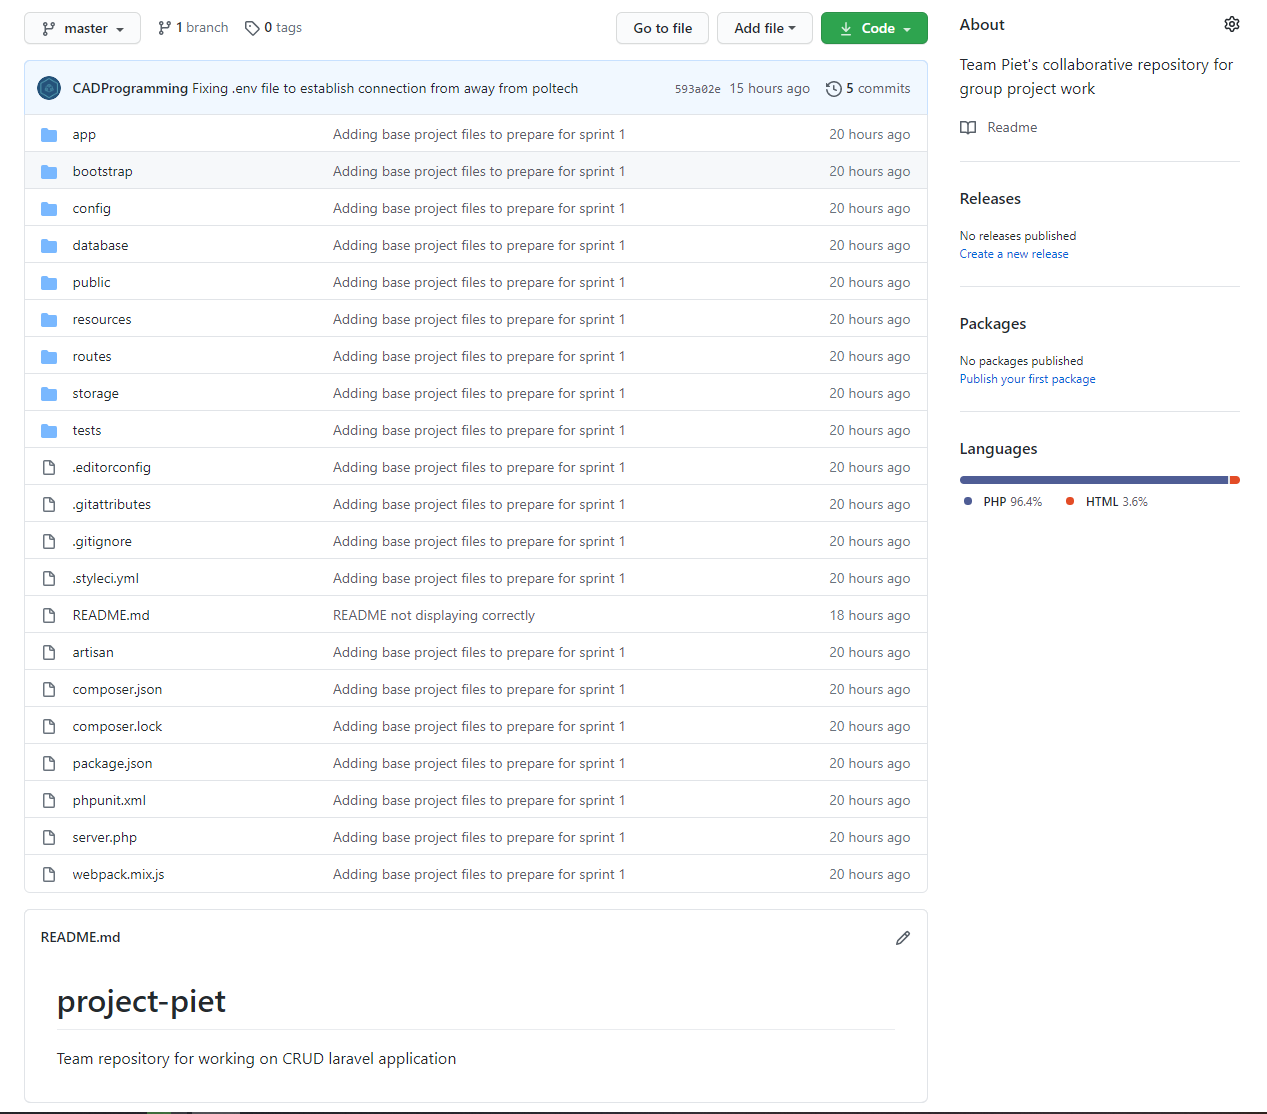 master 1 branch 0 tags Go to file Add file Code
CADProgramming Fixing .env file to establish connection from away from poltech 593a02e 15 hours ago 5 commits
app Adding base project files to prepare for sprint 1 20 hours ago
bootstrap Adding base project files to prepare for sprint 1 20 hours ago
config Adding base project files to prepare for sprint 1 20 hours ago
database Adding base project files to prepare for sprint 1 20 hours ago
public Adding base project files to prepare for sprint 1 20 hours ago
resources Adding base project files to prepare for sprint 1 20 hours ago
routes Adding base project files to prepare for sprint 1 20 hours ago
storage Adding base project files to prepare for sprint 1 20 hours ago
tests Adding base project files to prepare for sprint 1 20 hours ago
.editorconfig Adding base project files to prepare for sprint 1 20 hours ago
.gitattributes Adding base project files to prepare for sprint 1 20 hours ago
.gitignore Adding base project files to prepare for sprint 1 20 hours ago
.styleci.yml Adding base project files to prepare for sprint 1 20 hours ago
README.md README not displaying correctly 18 hours ago
artisan Adding base project files to prepare for sprint 1 20 hours ago
composer.json Adding base project files to prepare for sprint 1 20 hours ago
composer.lock Adding base project files to prepare for sprint 1 20 hours ago
package.json Adding base project files to prepare for sprint 1 20 hours ago
phpunit.xml Adding base project files to prepare for sprint 1 20 hours ago
server.php Adding base project files to prepare for sprint 1 20 hours ago
webpack.mix.js Adding base project files to prepare for sprint 1 20 hours ago
README.md
project-piet
Team repository for working on CRUD laravel application
About
Team Piet's collaborative repository for
group project work
Readme
Releases
No releases published
Create a new release
Packages
No packages published
Publish your first package
Languages
PHP 96.4% HTML 3.6%